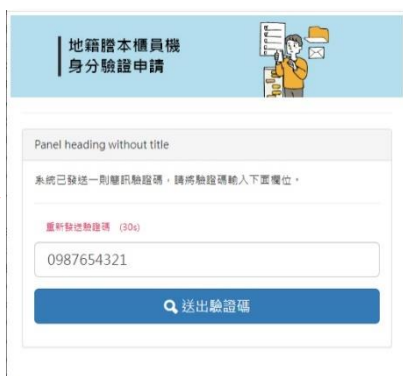 地籍謄本櫃員機
身分驗證申請
Panel heading without title
系統已發送一則簡訊驗證碼，請將驗證碼輸入下面欄位。
重新發送驗證碼 (30s)
0987654321
送出驗證碼